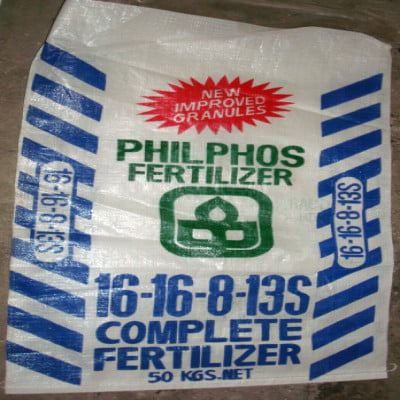 NEW
IMPROVED
GRANULES
PHILPHOS
FERTILIZER
16-16-8-13S
16-16-8-13S
16-16-8-13S
COMPLETE
FERTILIZER
50 KGS.NET